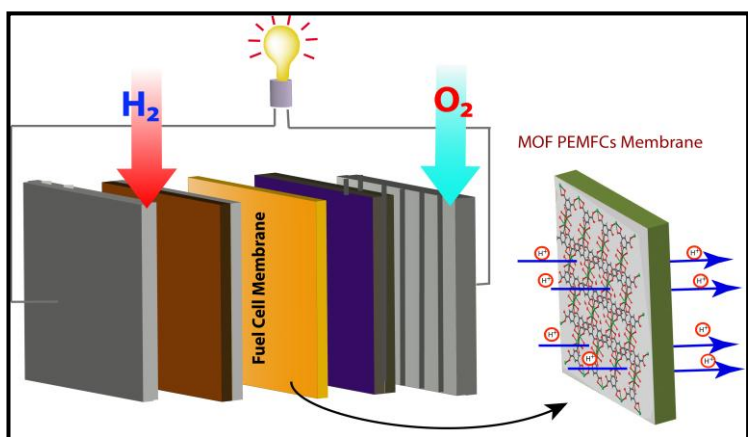 H₂
O₂
MOF PEMFCs Membrane
Fuel Cell Membrane
H⁺
H⁺
H⁺
H⁺
H⁺
H⁺
H⁺
H⁺